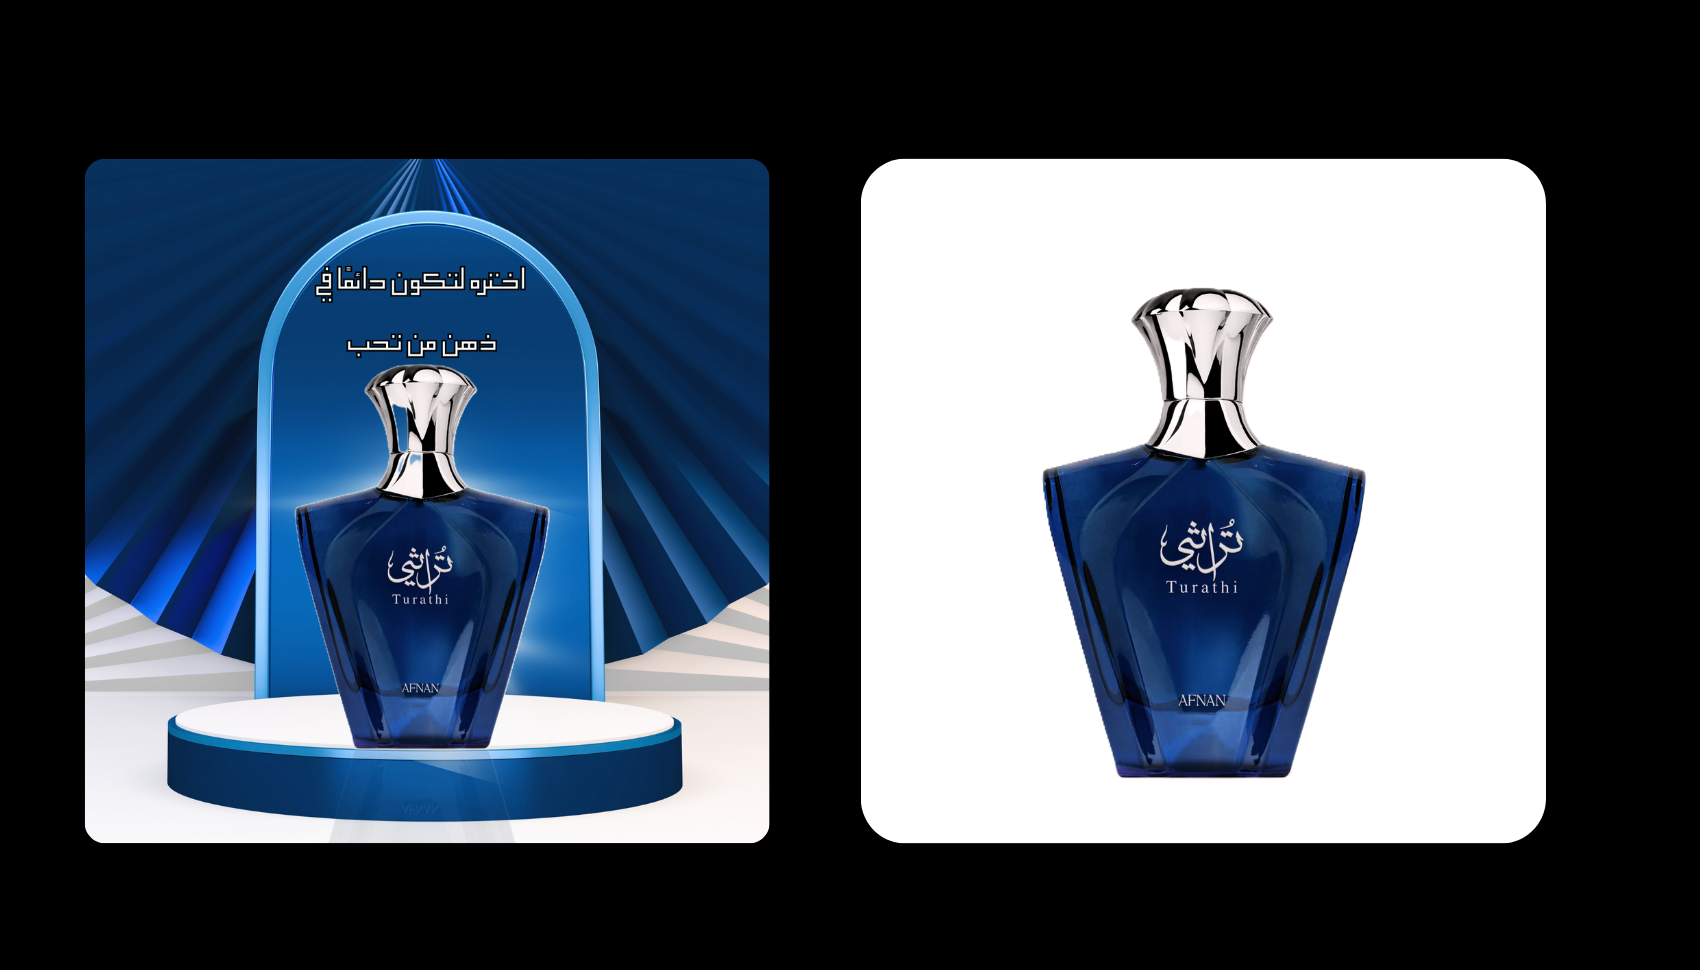 اختره لتكون دائمًا في
ذهن من تحب
تُراثي
Turathi
AFNAN
تُراثي
Turathi
AFNAN